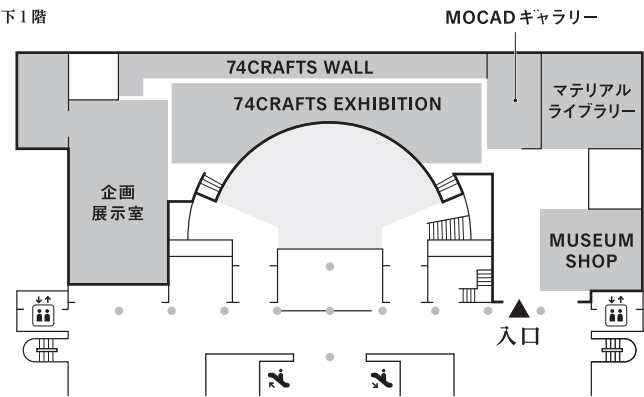 下1階
MOCADギャラリー
74CRAFTS WALL
74CRAFTS EXHIBITION
マテリアル
ライブラリー
企画
展示室
MUSEUM
SHOP
入口